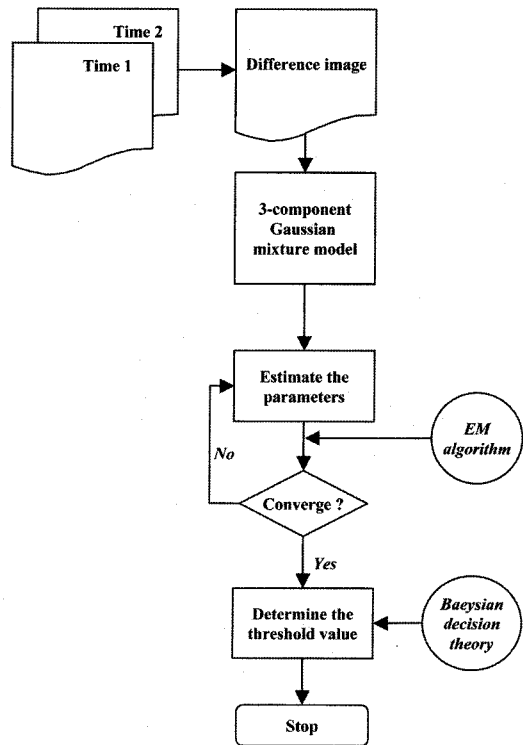 Time 2
Time 1
Difference image
3-component
Gaussian
mixture model
Estimate the
parameters
EM
algorithm
No
Converge ?
Yes
Determine the
threshold value
Baeysian
decision
theory
Stop